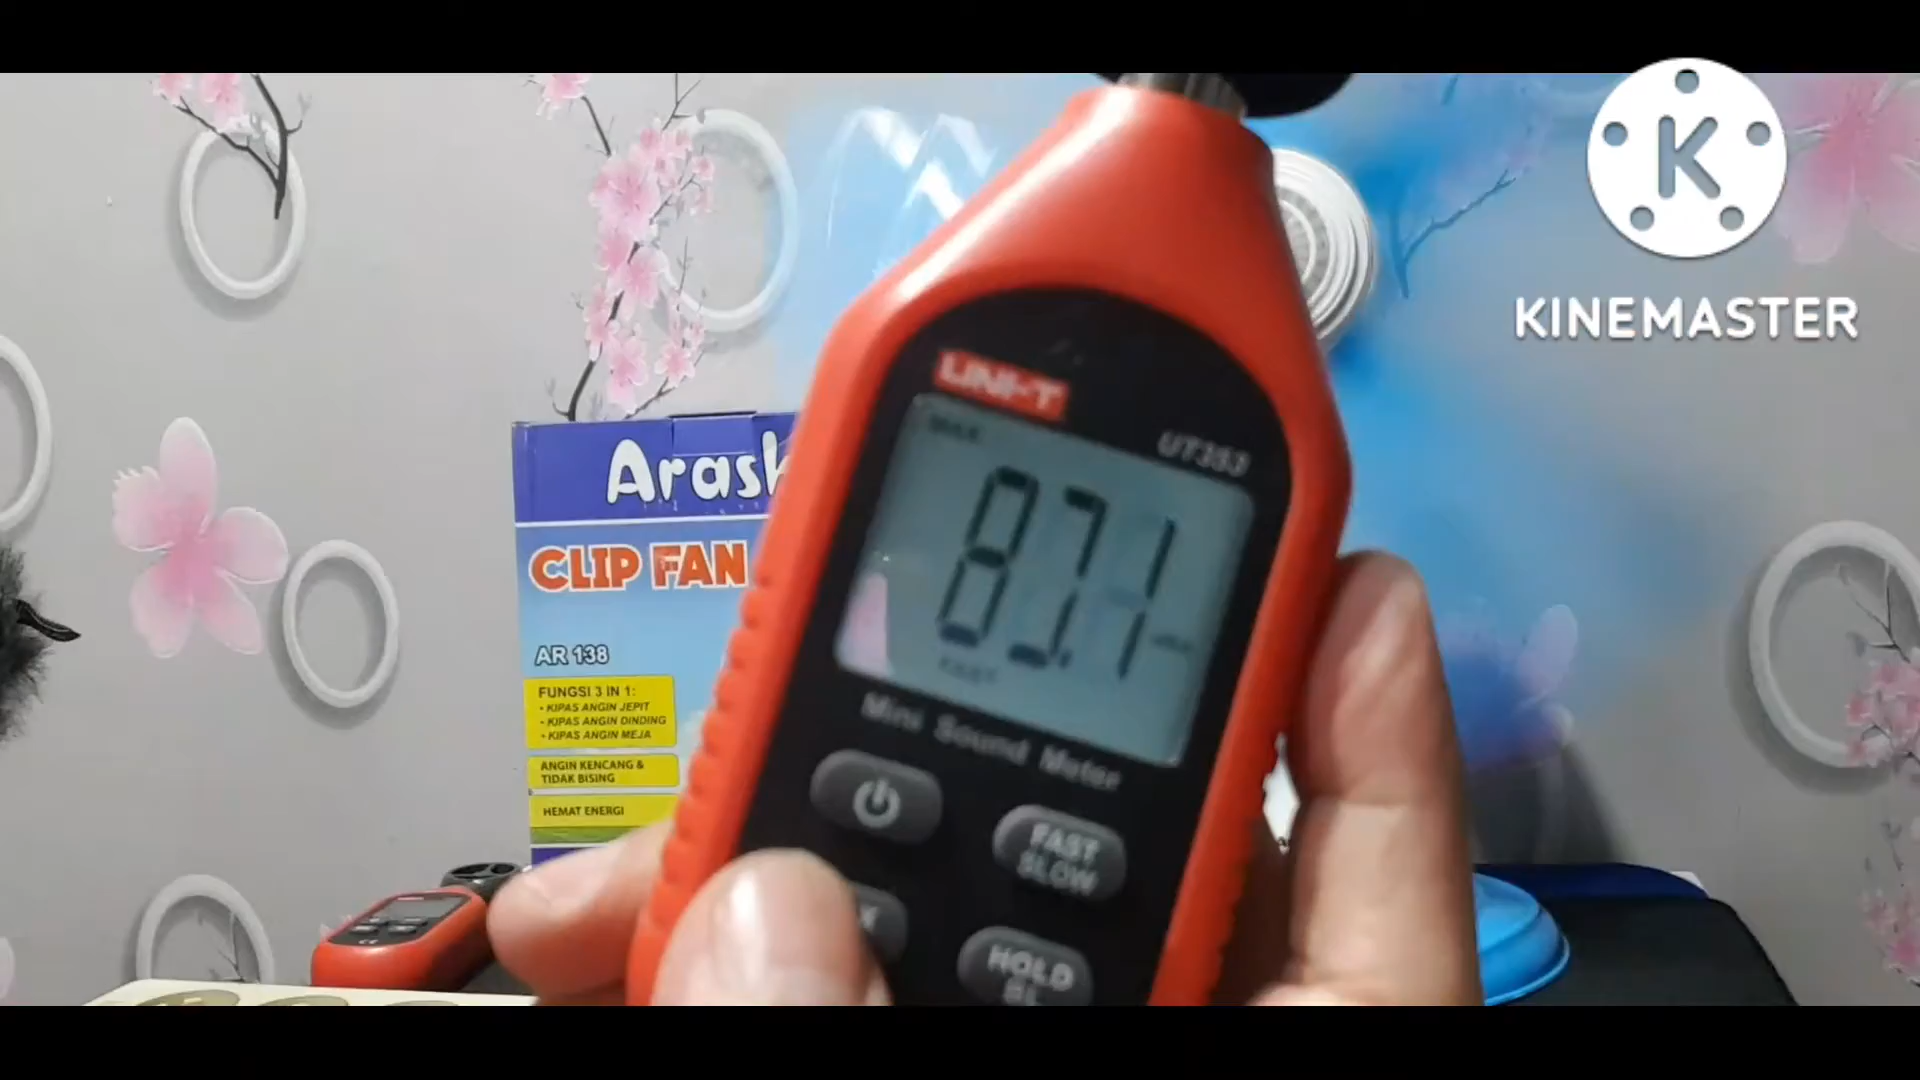 K
KINEMASTER
UNI-T
UT353
MAX
87.1
FAST
Mini Sound Meter
FAST
SLOW
HOLD
BL
Arash
CLIP FAN
AR 138
FUNGSI 3 IN 1:
• KIPAS ANGIN JEPIT
• KIPAS ANGIN DINDING
• KIPAS ANGIN MEJA
ANGIN KENCANG &
TIDAK BISING
HEMAT ENERGI